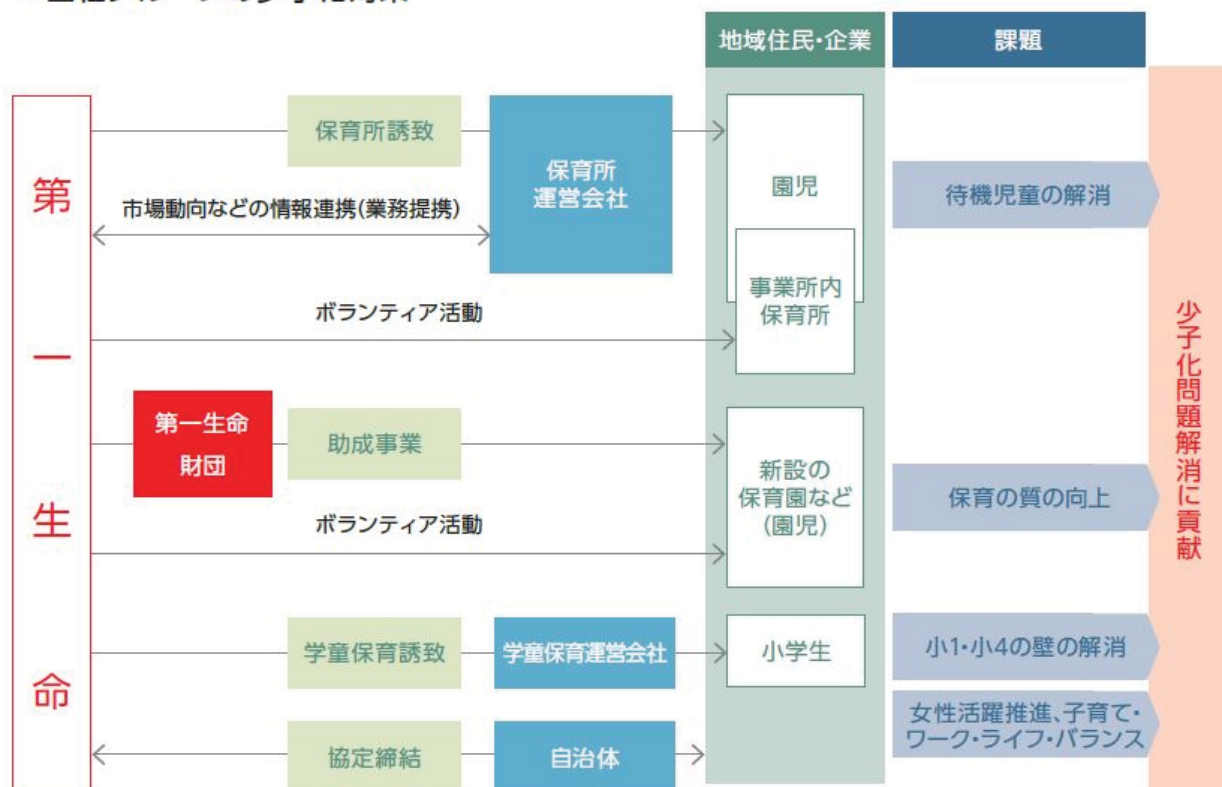 地域住民・企業
課題
第一生命
保育所誘致
保育所
運営会社
園児
待機児童の解消
市場動向などの情報連携(業務提携)
事業所内
保育所
ボランティア活動
第一生命
財団
助成事業
新設の
保育園など
(園児)
保育の質の向上
ボランティア活動
学童保育誘致
学童保育運営会社
小学生
小1・小4の壁の解消
協定締結
自治体
女性活躍推進、子育て・
ワーク・ライフ・バランス
少子化問題解消に貢献